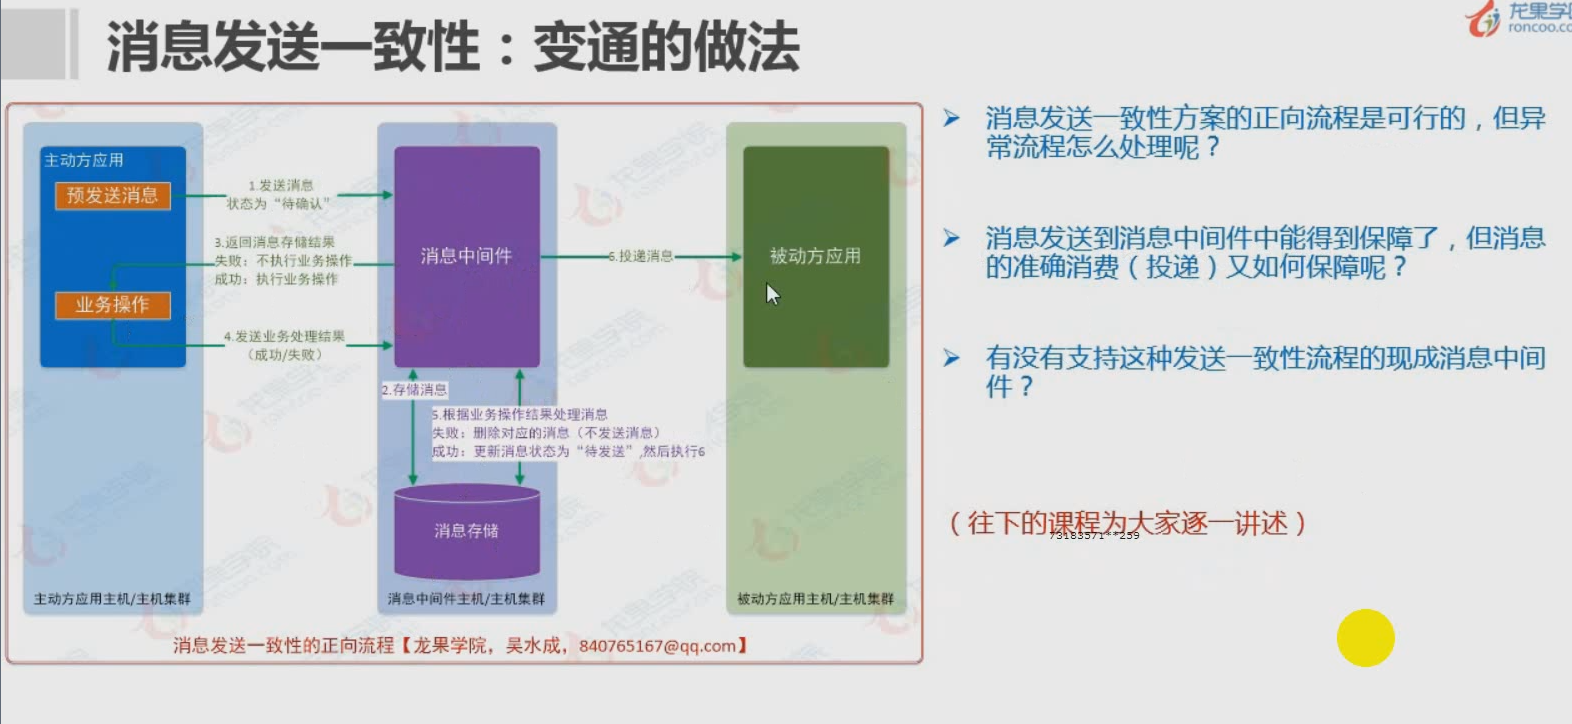 消息发送一致性：变通的做法
龙果学院
roncoo.co
主动方应用
预发送消息
1.发送消息
状态为“待确认”
3.返回消息存储结果
失败：不执行业务操作
成功：执行业务操作
业务操作
4.发送业务处理结果
（成功/失败）
消息中间件
6.投递消息
被动方应用
2.存储消息
5.根据业务操作结果处理消息
失败：删除对应的消息（不发送消息）
成功：更新消息状态为“待发送”,然后执行6
消息存储
主动方应用主机/主机集群
消息中间件主机/主机集群
被动方应用主机/主机集群
消息发送一致性的正向流程【龙果学院，吴水成，840765167@qq.com】
消息发送一致性方案的正向流程是可行的，但异
常流程怎么处理呢？
消息发送到消息中间件中能得到保障了，但消息
的准确消费（投递）又如何保障呢？
有没有支持这种发送一致性流程的现成消息中间
件？
（往下的课程为大家逐一讲述）
73183571**259